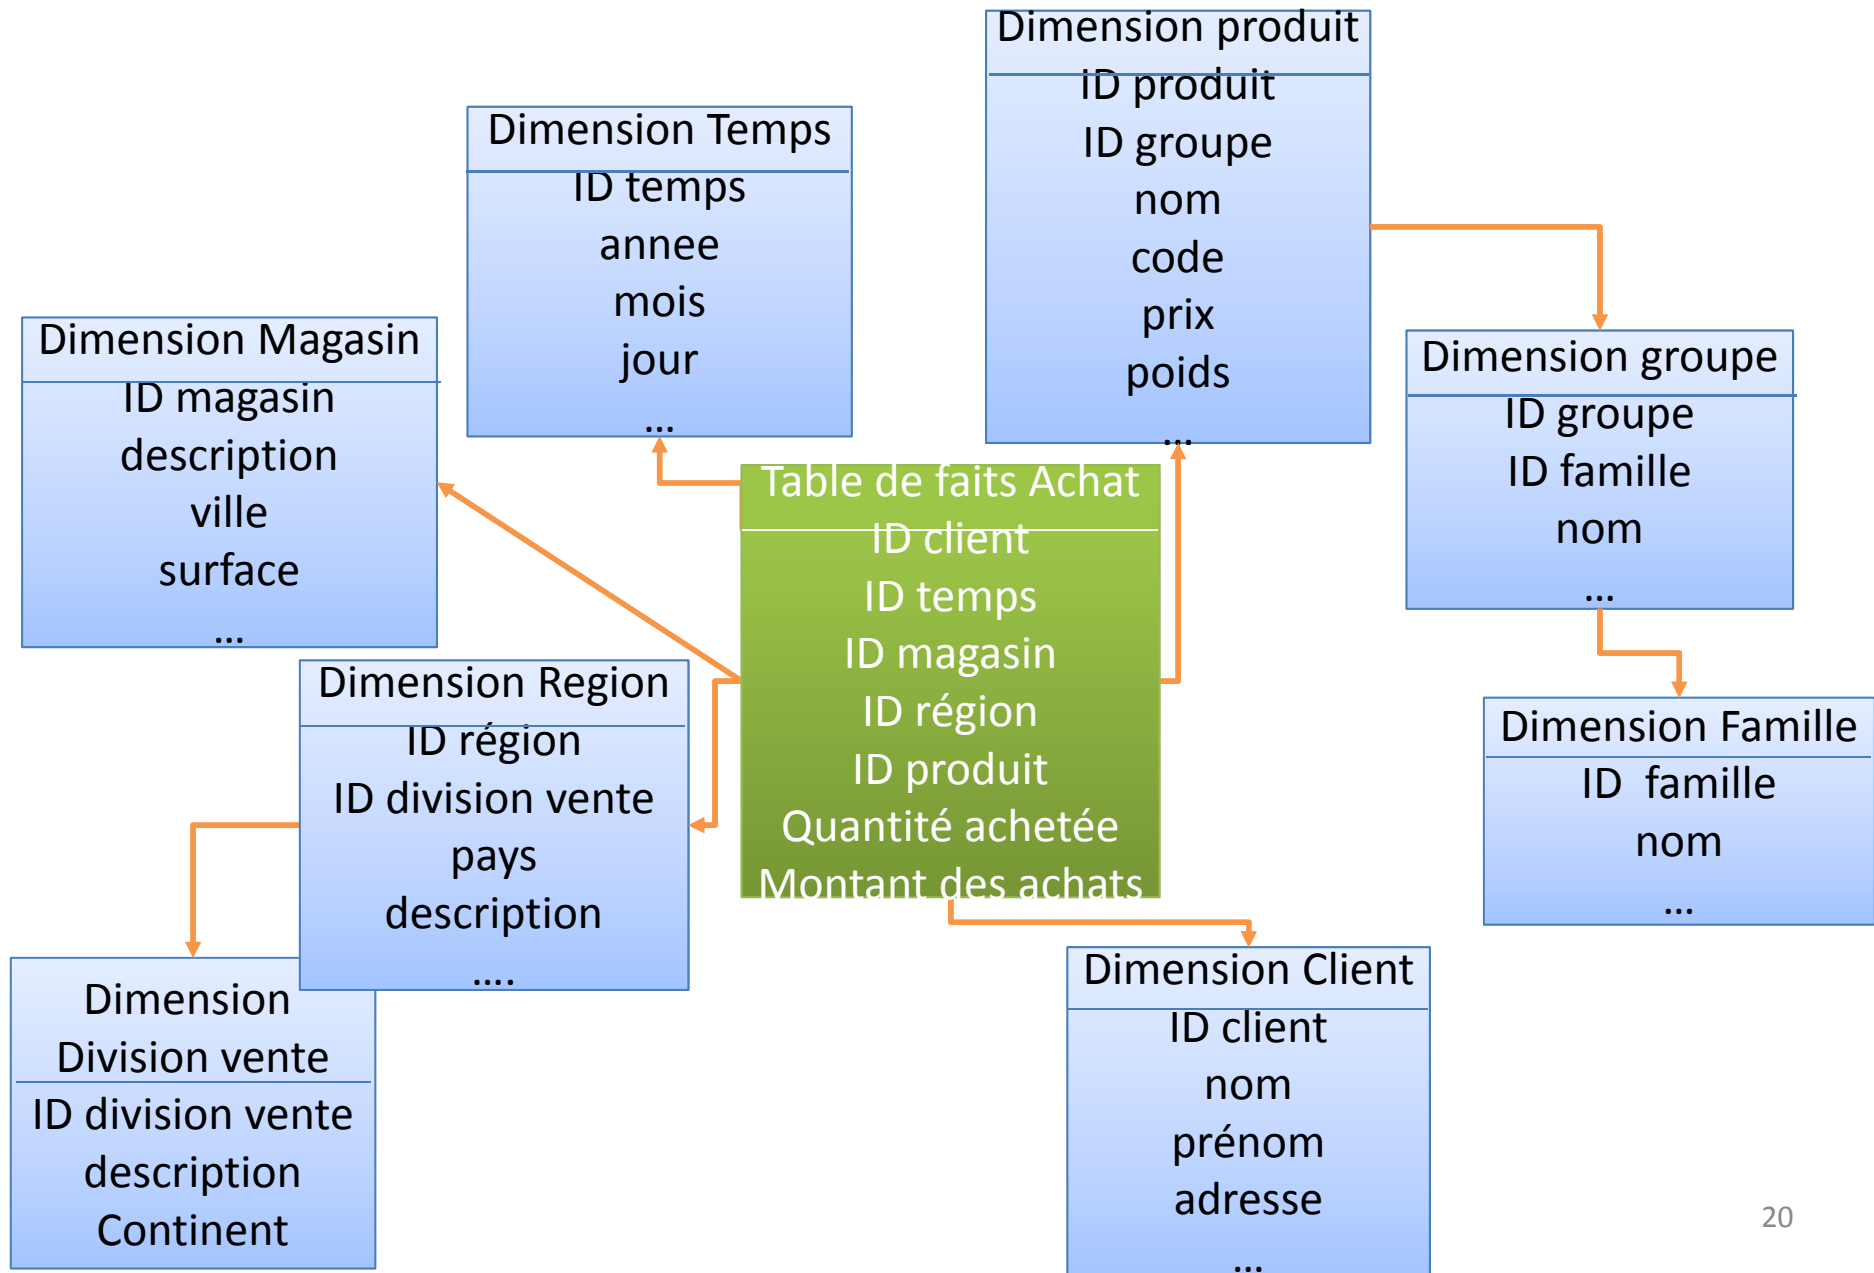 Dimension produit
ID produit
ID groupe
nom
code
prix
poids
...
Dimension Temps
ID temps
annee
mois
jour
...
Dimension Magasin
ID magasin
description
ville
surface
...
Dimension groupe
ID groupe
ID famille
nom
...
Table de faits Achat
ID client
ID temps
ID magasin
ID région
ID produit
Quantité achetée
Montant des achats
Dimension Region
ID région
ID division vente
pays
description
....
Dimension Famille
ID  famille
nom
...
Dimension
Division vente
ID division vente
description
Continent
Dimension Client
ID client
nom
prénom
adresse
...
20